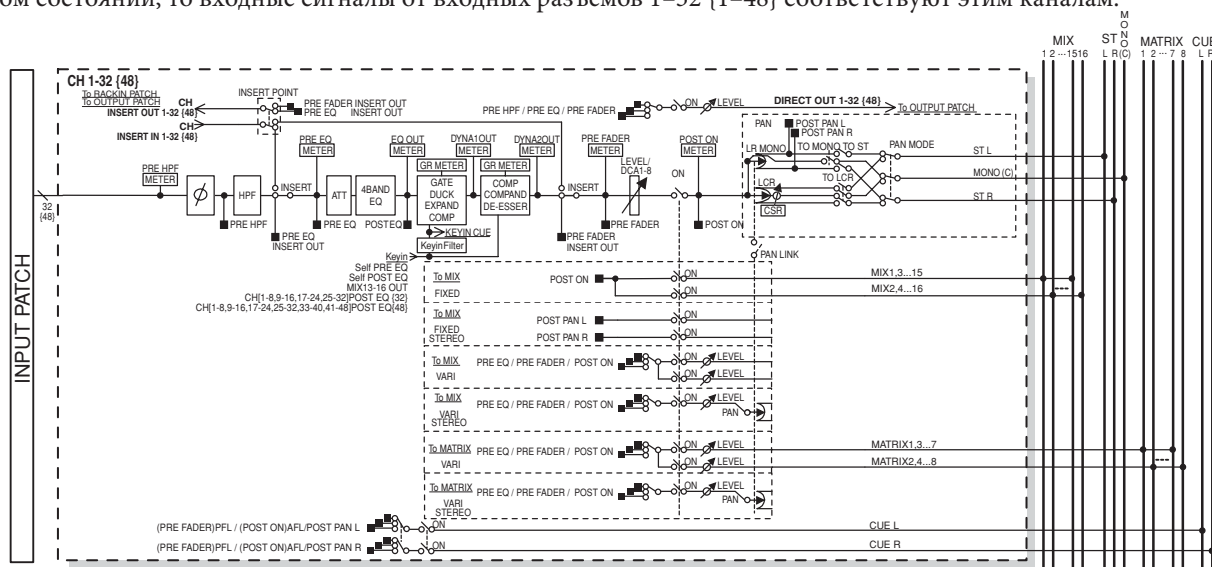 ом состоянии, то входные сигналы от входных разъемов 1–32 {1–48} соответствуют этим каналам.
MIX
1 2 ···1516
ST
L R
MONO
(C)
MATRIX
1 2 ··· 7 8
CUE
L R
INPUT PATCH
32
{48}
CH 1-32 {48}
To RACKIN PATCH
To OUTPUT PATCH
CH
INSERT OUT 1-32 {48}
CH
INSERT IN 1-32 {48}
INSERT POINT
PRE FADER INSERT OUT
PRE EQ INSERT OUT
PRE HPF / PRE EQ / PRE FADER
ON
LEVEL
DIRECT OUT 1-32 {48}
To OUTPUT PATCH
PRE HPF
METER
PRE EQ
METER
EQ OUT
METER
DYNA1OUT
METER
DYNA2OUT
METER
PRE FADER
METER
POST ON
METER
GR METER
GR METER
LEVEL/
DCA1-8
ON
Ø
HPF
INSERT
ATT
4BAND
EQ
GATE
DUCK
EXPAND
COMP
COMP
COMPAND
DE-ESSER
INSERT
PRE HPF
PRE EQ
INSERT OUT
PRE EQ
POST EQ
KEYIN CUE
Keyin Filter
PRE FADER
INSERT OUT
PRE FADER
POST ON
PAN
POST PAN L
POST PAN R
LR MONO
TO MONO TO ST
PAN MODE
TO LCR
LCR
CSR
ST L
MONO (C)
ST R
PAN LINK
Keyin
Self PRE EQ
Self POST EQ
MIX13-16 OUT
CH[1-8,9-16,17-24,25-32]POST EQ {32}
CH[1-8,9-16,17-24,25-32,33-40,41-48]POST EQ{48}
To MIX
FIXED
POST ON
ON
ON
MIX1,3...15
MIX2,4...16
To MIX
FIXED
STEREO
POST PAN L
POST PAN R
ON
ON
To MIX
VARI
PRE EQ / PRE FADER / POST ON
ON
LEVEL
ON
LEVEL
To MIX
VARI
STEREO
PRE EQ / PRE FADER / POST ON
ON
LEVEL
PAN
To MATRIX
VARI
PRE EQ / PRE FADER / POST ON
ON
LEVEL
ON
LEVEL
MATRIX1,3...7
MATRIX2,4...8
To MATRIX
VARI
STEREO
PRE EQ / PRE FADER / POST ON
ON
LEVEL
PAN
(PRE FADER)PFL / (POST ON)AFL/POST PAN L
ON
CUE L
(PRE FADER)PFL / (POST ON)AFL/POST PAN R
ON
CUE R